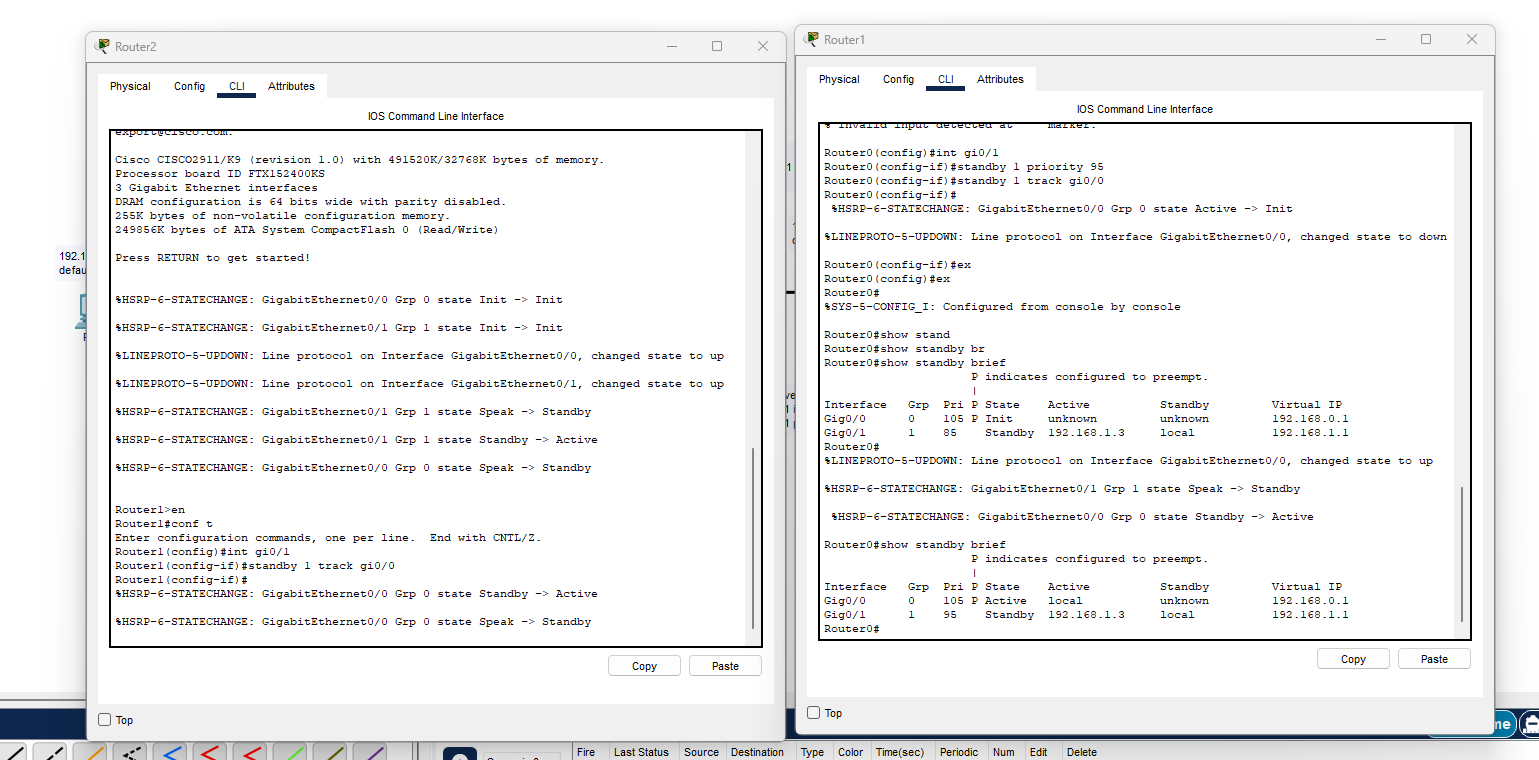 Router2
Physical Config CLI Attributes
IOS Command Line Interface
export@cisco.com.
Cisco CISCO2911/K9 (revision 1.0) with 491520K/32768K bytes of memory.
Processor board ID FTX152400KS
3 Gigabit Ethernet interfaces
DRAM configuration is 64 bits wide with parity disabled.
255K bytes of non-volatile configuration memory.
249856K bytes of ATA System CompactFlash 0 (Read/Write)
Press RETURN to get started!
%HSRP-6-STATECHANGE: GigabitEthernet0/0 Grp 0 state Init -> Init
%HSRP-6-STATECHANGE: GigabitEthernet0/1 Grp 1 state Init -> Init
%LINEPROTO-5-UPDOWN: Line protocol on Interface GigabitEthernet0/0, changed state to up
%LINEPROTO-5-UPDOWN: Line protocol on Interface GigabitEthernet0/1, changed state to up
%HSRP-6-STATECHANGE: GigabitEthernet0/1 Grp 1 state Speak -> Standby
%HSRP-6-STATECHANGE: GigabitEthernet0/1 Grp 1 state Standby -> Active
%HSRP-6-STATECHANGE: GigabitEthernet0/0 Grp 0 state Speak -> Standby
Router1>en
Router1#conf t
Enter configuration commands, one per line. End with CNTL/Z.
Router1(config)#int gi0/1
Router1(config-if)#standby 1 track gi0/0
Router1(config-if)#
%HSRP-6-STATECHANGE: GigabitEthernet0/0 Grp 0 state Standby -> Active
%HSRP-6-STATECHANGE: GigabitEthernet0/0 Grp 0 state Speak -> Standby
Copy Paste
Top
Router1
Physical Config CLI Attributes
IOS Command Line Interface
% Invalid input detected at marker.
Router0(config)#int gi0/1
Router0(config-if)#standby 1 priority 95
Router0(config-if)#standby 1 track gi0/0
Router0(config-if)#
%HSRP-6-STATECHANGE: GigabitEthernet0/0 Grp 0 state Active -> Init
%LINEPROTO-5-UPDOWN: Line protocol on Interface GigabitEthernet0/0, changed state to down
Router0(config-if)#ex
Router0(config)#ex
Router0#
%SYS-5-CONFIG_I: Configured from console by console
Router0#show stand
Router0#show standby br
Router0#show standby brief
P indicates configured to preempt.
|
Interface Grp Pri P State Active Standby Virtual IP
Gig0/0 0 105 P Init unknown unknown 192.168.0.1
Gig0/1 1 85 Standby 192.168.1.3 local 192.168.1.1
Router0#
%LINEPROTO-5-UPDOWN: Line protocol on Interface GigabitEthernet0/0, changed state to up
%HSRP-6-STATECHANGE: GigabitEthernet0/1 Grp 1 state Speak -> Standby
%HSRP-6-STATECHANGE: GigabitEthernet0/0 Grp 0 state Standby -> Active
Router0#show standby brief
P indicates configured to preempt.
|
Interface Grp Pri P State Active Standby Virtual IP
Gig0/0 0 105 P Active local unknown 192.168.0.1
Gig0/1 1 95 Standby 192.168.1.3 local 192.168.1.1
Router0#
Copy Paste
Top
192.1
defau
Fire Last Status Source Destination Type Color Time(sec) Periodic Num Edit Delete